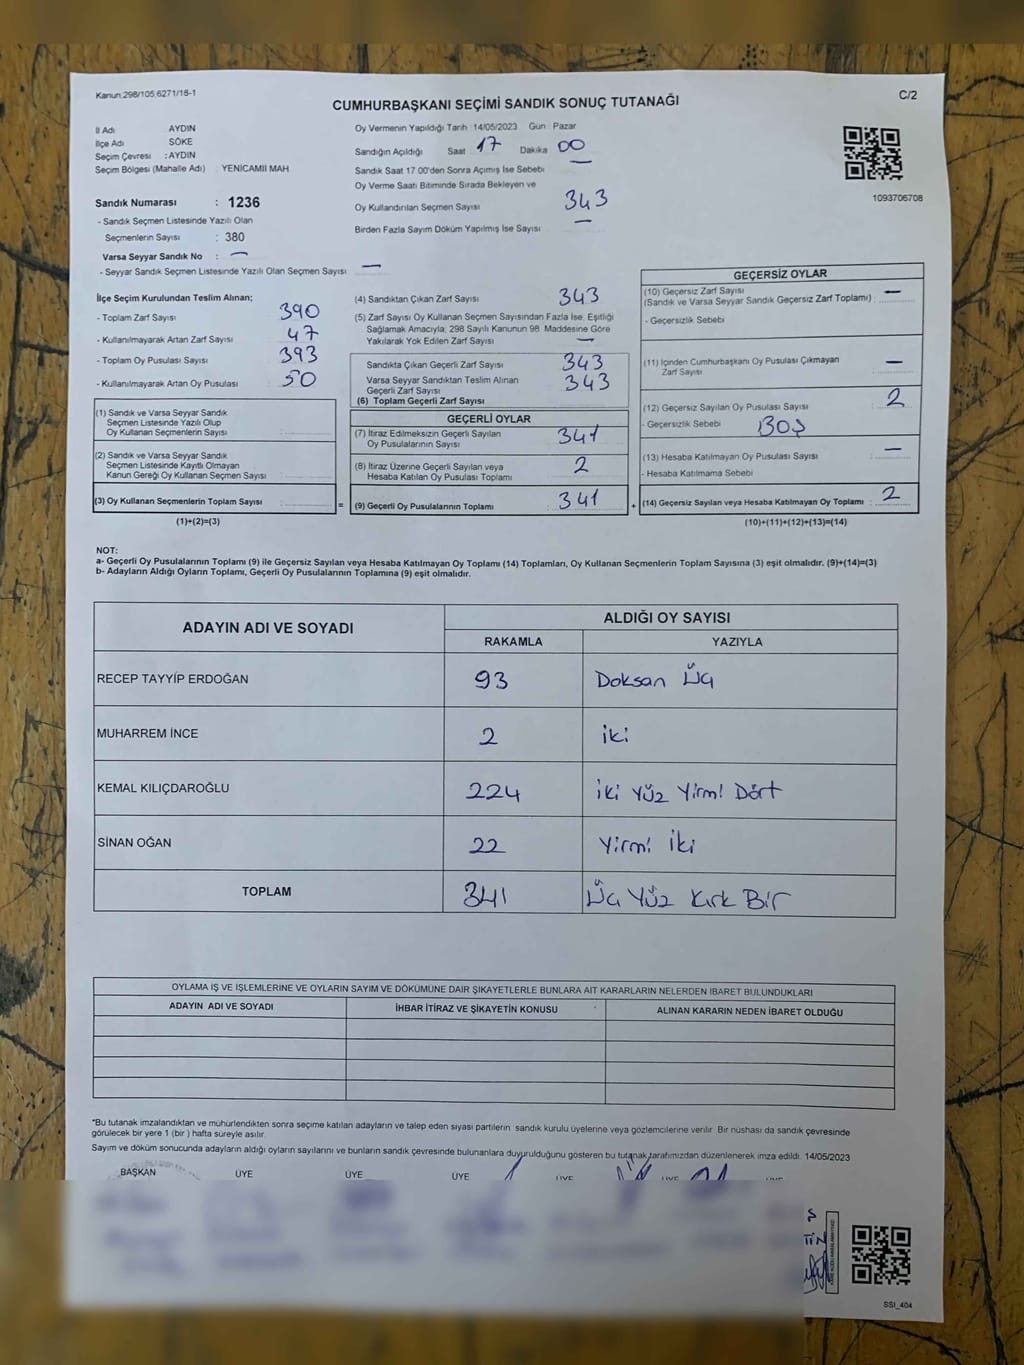 Kanun:298/105,6271/18-1
C/2
CUMHURBAŞKANI SEÇİMİ SANDIK SONUÇ TUTANAĞI
İl Adı AYDIN
İlçe Adı SÖKE
Seçim Çevresi : AYDIN
Seçim Bölgesi (Mahalle Adı) YENİCAMİİ MAH
Sandık Numarası : 1236
- Sandık Seçmen Listesinde Yazılı Olan
Seçmenlerin Sayısı : 380
Varsa Seyyar Sandık No : —
- Seyyar Sandık Seçmen Listesinde Yazılı Olan Seçmen Sayısı: —
Oy Vermenin Yapıldığı Tarih :14/05/2023 Gün : Pazar
Sandığın Açıldığı Saat 17 Dakika 00
Sandık Saat 17.00'den Sonra Açımış İse Sebebi —
Oy Verme Saati Bitiminde Sırada Bekleyen ve
Oy Kullandırılan Seçmen Sayısı 343
Birden Fazla Sayım Döküm Yapılmış İse Sayısı —
1093706708
İlçe Seçim Kurulundan Teslim Alınan;
- Toplam Zarf Sayısı 390
- Kullanılmayarak Artan Zarf Sayısı 47
- Toplam Oy Pusulası Sayısı 393
- Kullanılmayarak Artan Oy Pusulası 50
(1) Sandık ve Varsa Seyyar Sandık
Seçmen Listesinde Yazılı Olup
Oy Kullanan Seçmenlerin Sayısı :
(2) Sandık ve Varsa Seyyar Sandık
Seçmen Listesinde Kayıtlı Olmayan
Kanun Gereği Oy Kullanan Seçmen Sayısı :
(3) Oy Kullanan Seçmenlerin Toplam Sayısı :
(1)+(2)=(3)
(4) Sandıktan Çıkan Zarf Sayısı 343
(5) Zarf Sayısı Oy Kullanan Seçmen Sayısından Fazla İse, Eşitliği
Sağlamak Amacıyla, 298 Sayılı Kanunun 98. Maddesine Göre
Yakılarak Yok Edilen Zarf Sayısı —
Sandıkta Çıkan Geçerli Zarf Sayısı 343
Varsa Seyyar Sandıktan Teslim Alınan
Geçerli Zarf Sayısı 343
(6) Toplam Geçerli Zarf Sayısı
GEÇERLİ OYLAR
(7) İtiraz Edilmeksizin Geçerli Sayılan
Oy Pusulalarının Sayısı 341
(8) İtiraz Üzerine Geçerli Sayılan veya
Hesaba Katılan Oy Pusulası Toplamı 2
= (9) Geçerli Oy Pusulalarının Toplamı : 341 +
GEÇERSİZ OYLAR
(10) Geçersiz Zarf Sayısı
(Sandık ve Varsa Seyyar Sandık Geçersiz Zarf Toplamı) : —
- Geçersizlik Sebebi
(11) İçinden Cumhurbaşkanı Oy Pusulası Çıkmayan
Zarf Sayısı —
(12) Geçersiz Sayılan Oy Pusulası Sayısı 2
- Geçersizlik Sebebi BOŞ
(13) Hesaba Katılmayan Oy Pusulası Sayısı —
- Hesaba Katılmama Sebebi
(14) Geçersiz Sayılan veya Hesaba Katılmayan Oy Toplamı : 2
(10)+(11)+(12)+(13)=(14)
NOT:
a- Geçerli Oy Pusulalarının Toplamı (9) ile Geçersiz Sayılan veya Hesaba Katılmayan Oy Toplamı (14) Toplamları, Oy Kullanan Seçmenlerin Toplam Sayısına (3) eşit olmalıdır. (9)+(14)=(3)
b- Adayların Aldığı Oyların Toplamı, Geçerli Oy Pusulalarının Toplamına (9) eşit olmalıdır.
ADAYIN ADI VE SOYADI ALDIĞI OY SAYISI
RAKAMLA YAZIYLA
RECEP TAYYİP ERDOĞAN 93 Doksan Üç
MUHARREM İNCE 2 iki
KEMAL KILIÇDAROĞLU 224 iki Yüz Yirmi Dört
SİNAN OĞAN 22 Yirmi İki
TOPLAM 341 Üç Yüz Kırk Bir
OYLAMA İŞ VE İŞLEMLERİNE VE OYLARIN SAYIM VE DÖKÜMÜNE DAİR ŞİKAYETLERLE BUNLARA AİT KARARLARIN NELERDEN İBARET BULUNDUKLARI
ADAYIN ADI VE SOYADI İHBAR İTİRAZ VE ŞİKAYETİN KONUSU ALINAN KARARIN NEDEN İBARET OLDUĞU
*Bu tutanak imzalandıktan ve mühürlendikten sonra seçime katılan adayların ve talep eden siyasi partilerin sandık kurulu üyelerine veya gözlemcilerine verilir. Bir nüshası da sandık çevresinde
görülecek bir yere 1 (bir) hafta süreyle asılır.
Sayım ve döküm sonucunda adayların aldığı oyların sayılarını ve bunların sandık çevresinde bulunanlara duyurulduğunu gösteren bu tutanak tarafımızdan düzenlenerek imza edildi. 14/05/2023
BAŞKAN ÜYE ÜYE ÜYE ÜYE ÜYE ÜYE
SSI_404